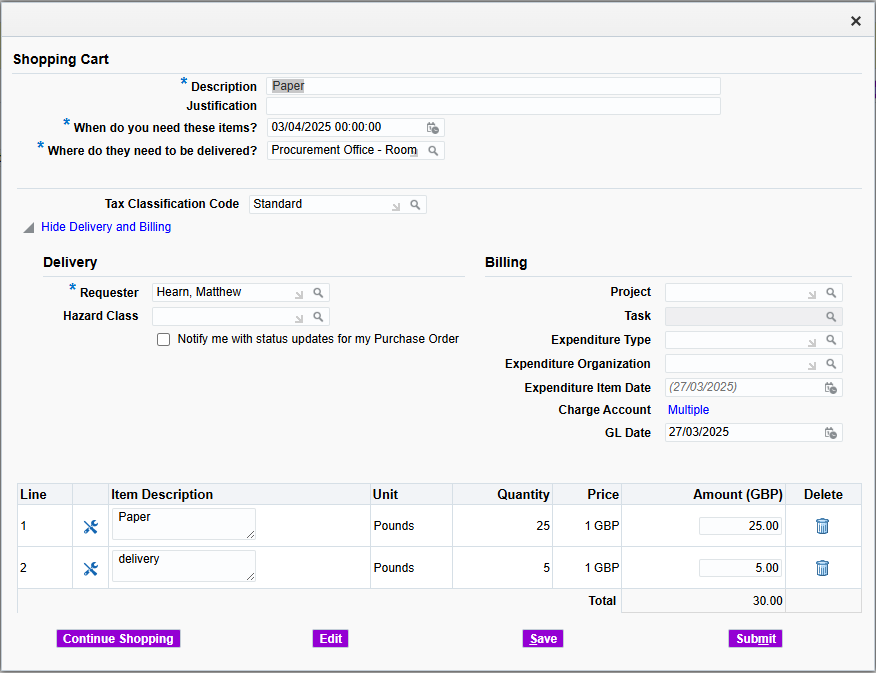 Shopping Cart
* Description Paper
Justification
* When do you need these items? 03/04/2025 00:00:00
* Where do they need to be delivered? Procurement Office - Room
Tax Classification Code Standard
Hide Delivery and Billing
Delivery
* Requester Hearn, Matthew
Hazard Class
Notify me with status updates for my Purchase Order
Billing
Project
Task
Expenditure Type
Expenditure Organization
Expenditure Item Date (27/03/2025)
Charge Account Multiple
GL Date 27/03/2025
Line Item Description Unit Quantity Price Amount (GBP) Delete
1 Paper Pounds 25 1 GBP 25.00
2 delivery Pounds 5 1 GBP 5.00
Total 30.00
Continue Shopping Edit Save Submit